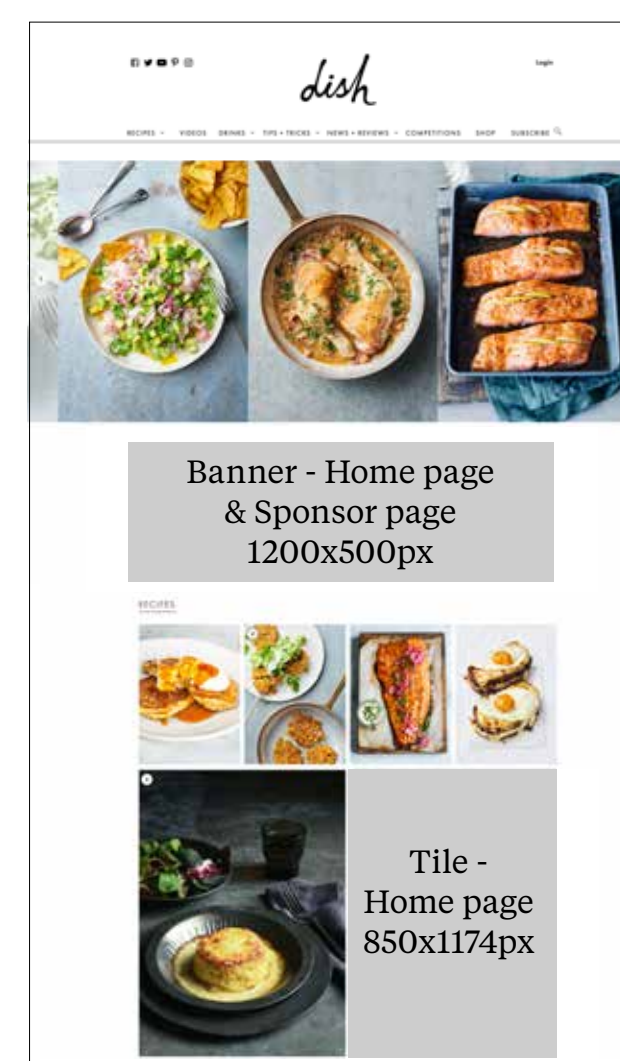 dish
Login
RECIPES VIDEOS DRINKS TIPS + TRICKS NEWS + REVIEWS COMPETITIONS SHOP SUBSCRIBE
Banner - Home page
& Sponsor page
1200x500px
RECIPES
Tile -
Home page
850x1174px